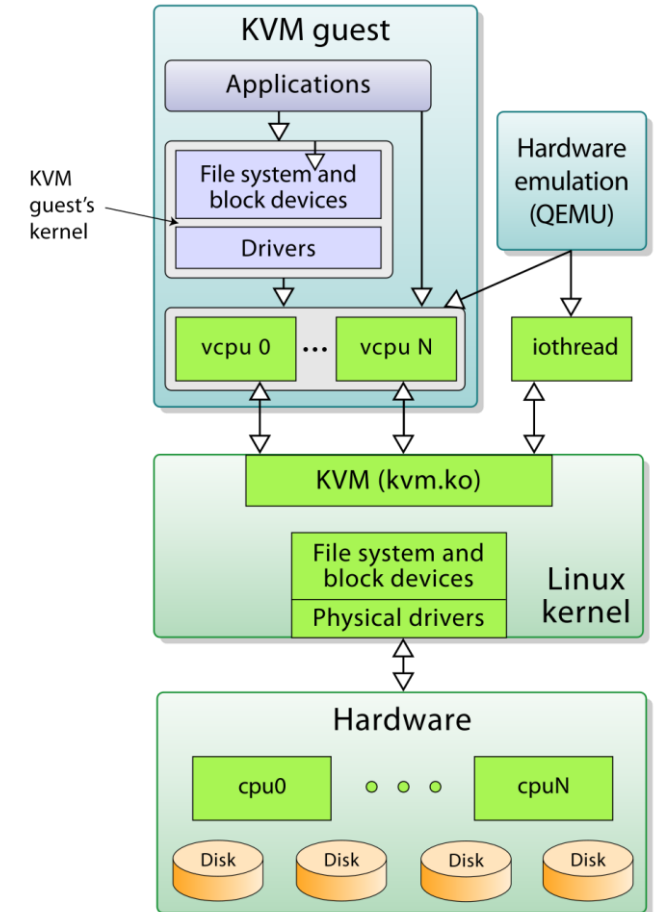 KVM guest
Applications
File system and
block devices
Drivers
KVM
guest's
kernel
Hardware
emulation
(QEMU)
vcpu 0
...
vcpu N
iothread
KVM (kvm.ko)
File system and
block devices
Physical drivers
Linux
kernel
Hardware
cpu0
cpuN
Disk
Disk
Disk
Disk